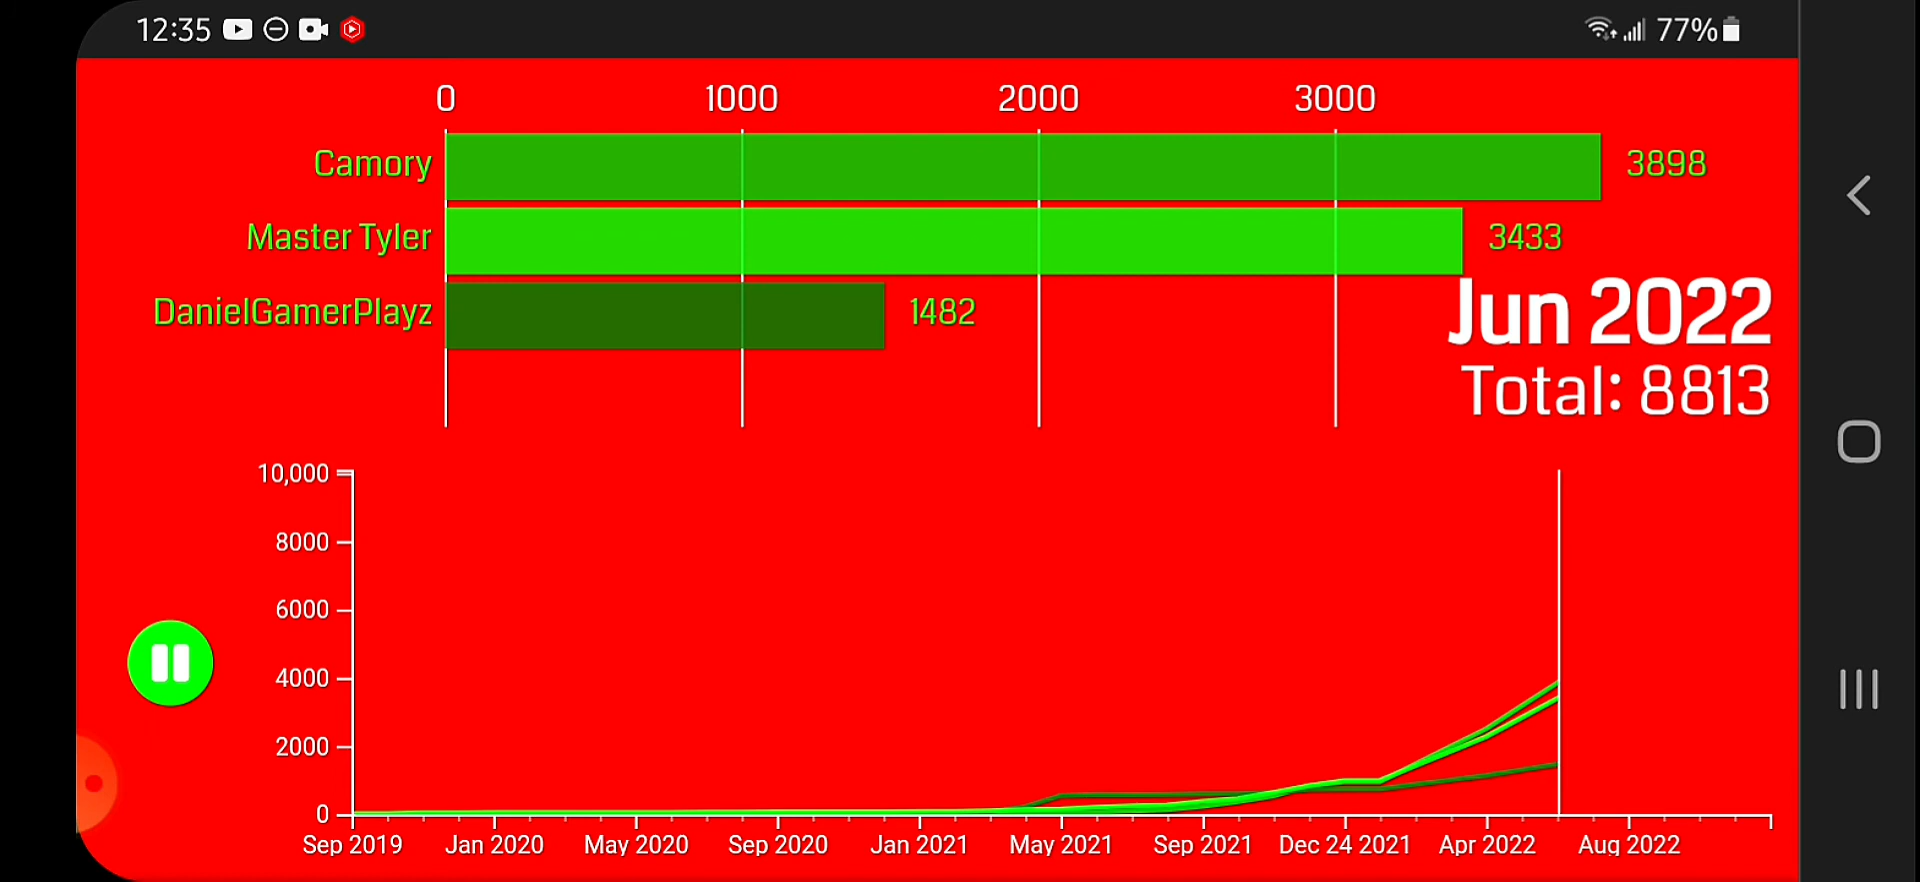 12:35 77%
0 1000 2000 3000
Camory 3898
Master Tyler 3433
DanielGamerPlayz 1482
Jun 2022
Total: 8813
10,000
8000
6000
4000
2000
0
Sep 2019 Jan 2020 May 2020 Sep 2020 Jan 2021 May 2021 Sep 2021 Dec 24 2021 Apr 2022 Aug 2022